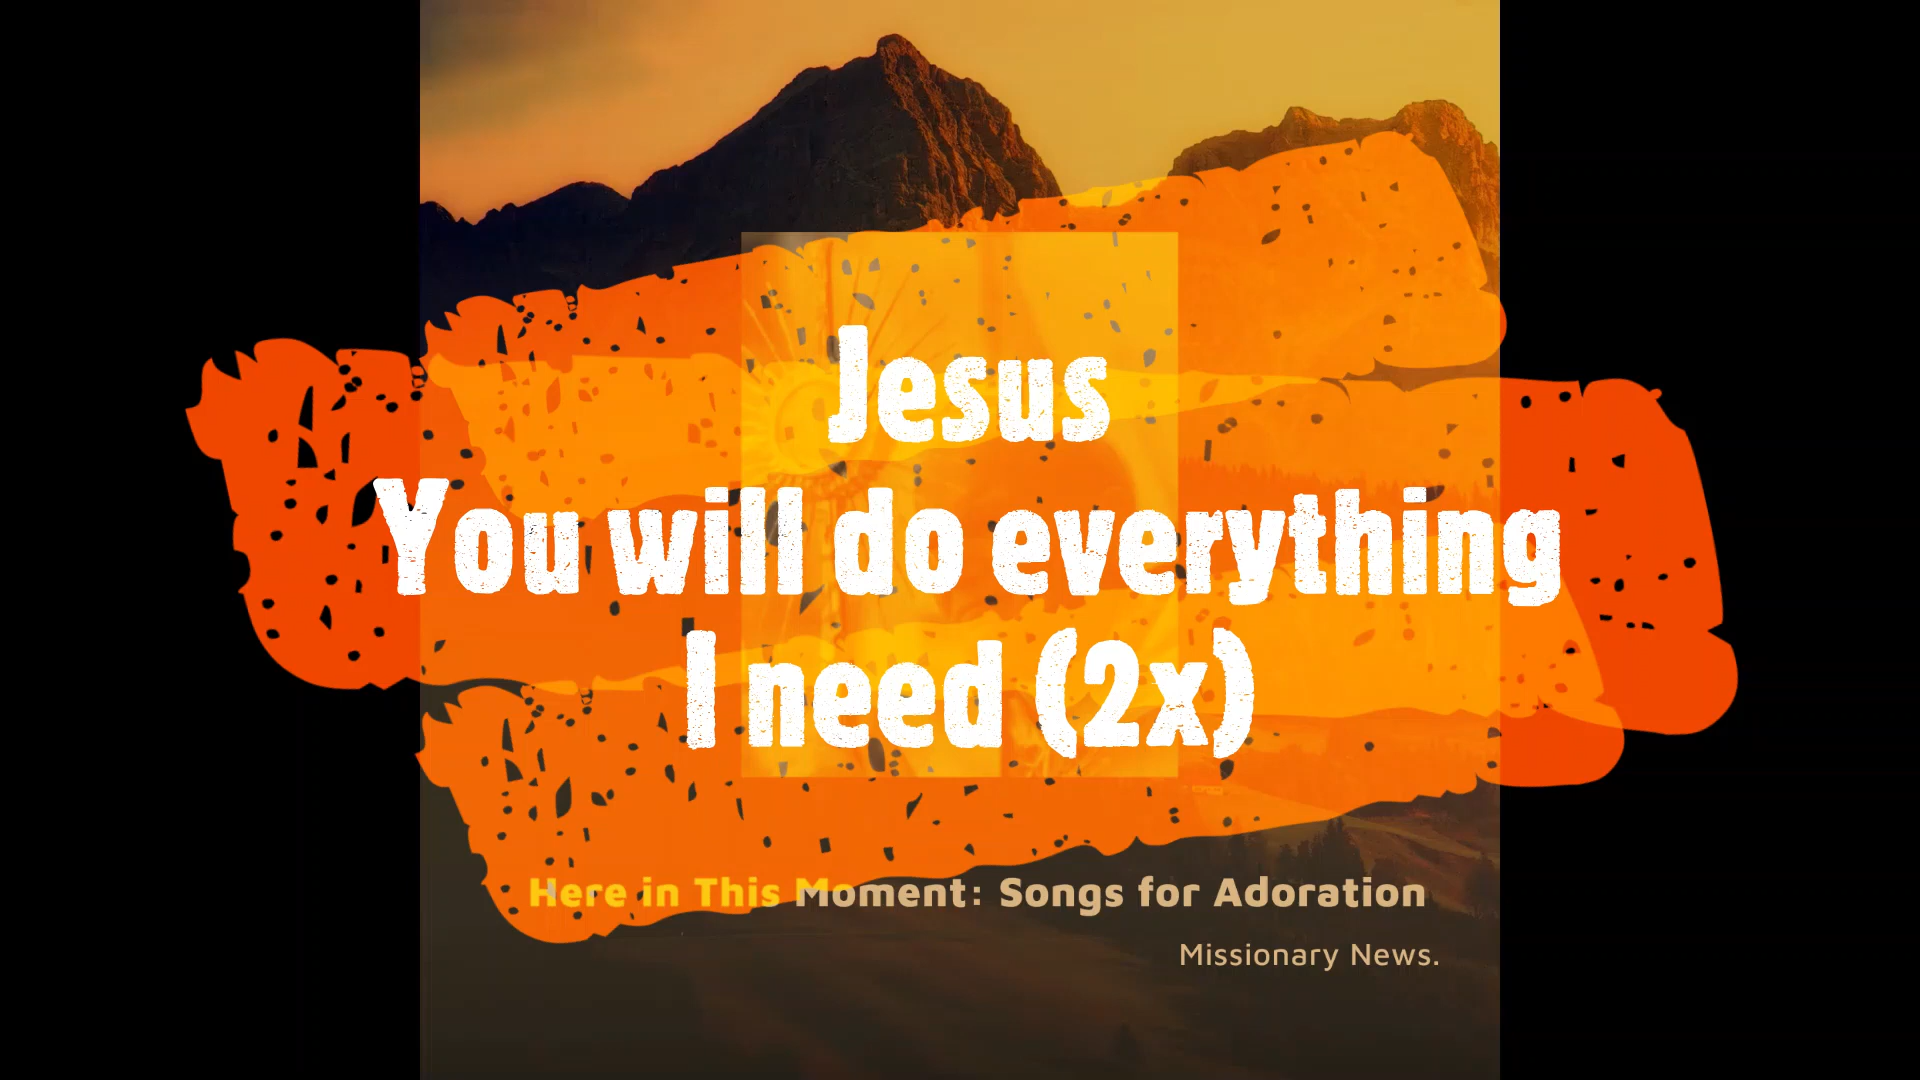 Jesus
You will do everything
I need (2x)
Here in This Moment: Songs for Adoration
Missionary News.